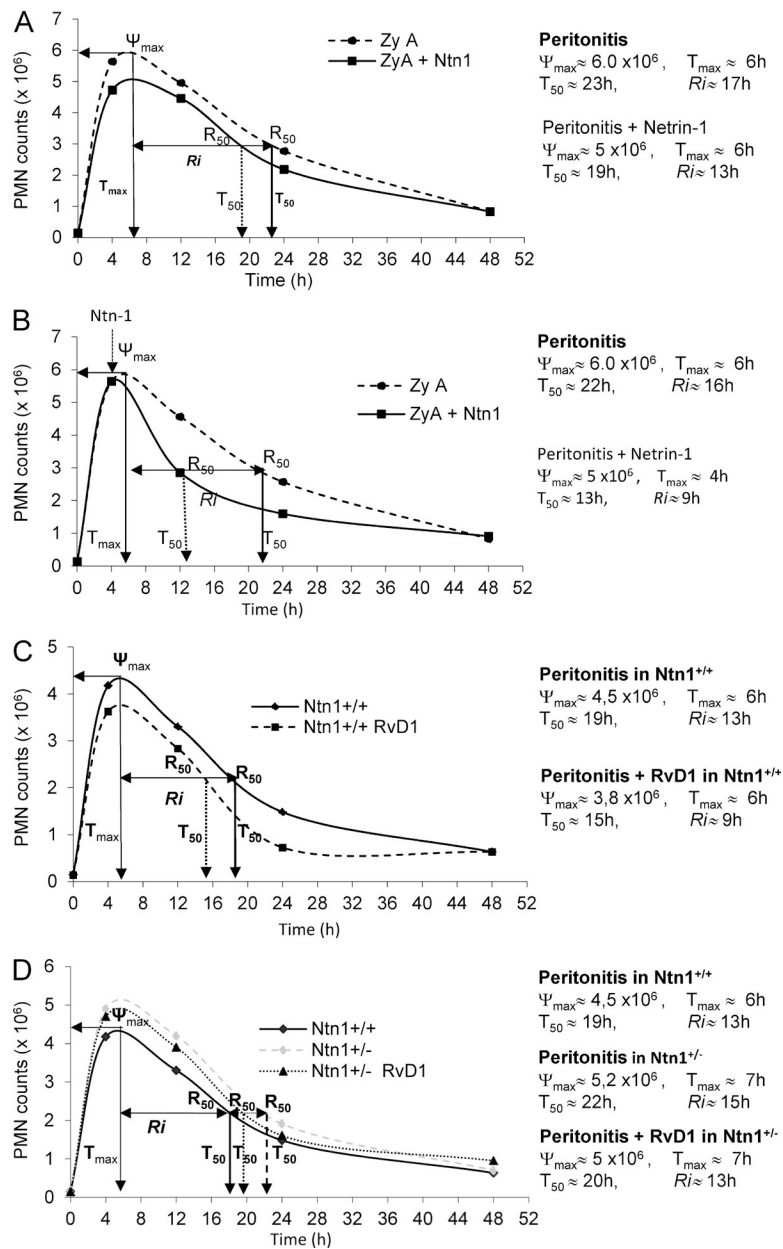 A
PMN counts (x 10⁶)
7
6
5
4
3
2
1
0
Ψmax
Zy A
ZyA + Ntn1
R50
R50
Ri
Tmax
T50
T50
0 4 8 12 16 20 24 28 32 36 40 44 48 52
Time (h)
Peritonitis
Ψmax≈ 6.0 x10⁶, Tmax ≈ 6h
T50 ≈ 23h, Ri≈ 17h
Peritonitis + Netrin-1
Ψmax≈ 5 x10⁶, Tmax ≈ 6h
T50 ≈ 19h, Ri≈ 13h
B
PMN counts (x 10⁶)
7
6
5
4
3
2
1
0
Ntn-1
Ψmax
Zy A
ZyA + Ntn1
R50
R50
Ri
Tmax
T50
T50
0 4 8 12 16 20 24 28 32 36 40 44 48 52
Time (h)
Peritonitis
Ψmax≈ 6.0 x10⁶, Tmax ≈ 6h
T50 ≈ 22h, Ri≈ 16h
Peritonitis + Netrin-1
Ψmax≈ 5 x10⁶, Tmax ≈ 4h
T50 ≈ 13h, Ri≈ 9h
C
PMN counts (x 10⁶)
5
4
3
2
1
0
Ψmax
Ntn1+/+
Ntn1+/+ RvD1
R50
R50
Ri
Tmax
T50
T50
0 4 8 12 16 20 24 28 32 36 40 44 48 52
Time (h)
Peritonitis in Ntn1+/+
Ψmax≈ 4,5 x10⁶, Tmax ≈ 6h
T50 ≈ 19h, Ri≈ 13h
Peritonitis + RvD1 in Ntn1+/+
Ψmax≈ 3,8 x10⁶, Tmax ≈ 6h
T50 ≈ 15h, Ri≈ 9h
D
PMN counts (x 10⁶)
6
5
4
3
2
1
0
Ψmax
Ntn1+/+
Ntn1+/-
Ntn1+/- RvD1
R50 R50 R50
Ri
Tmax
T50 T50 T50
0 4 8 12 16 20 24 28 32 36 40 44 48 52
Time (h)
Peritonitis in Ntn1+/+
Ψmax≈ 4,5 x10⁶, Tmax ≈ 6h
T50 ≈ 19h, Ri≈ 13h
Peritonitis in Ntn1+/-
Ψmax≈ 5,2 x10⁶, Tmax ≈ 7h
T50 ≈ 22h, Ri≈ 15h
Peritonitis + RvD1 in Ntn1+/-
Ψmax≈ 5 x10⁶, Tmax ≈ 7h
T50 ≈ 20h, Ri≈ 13h